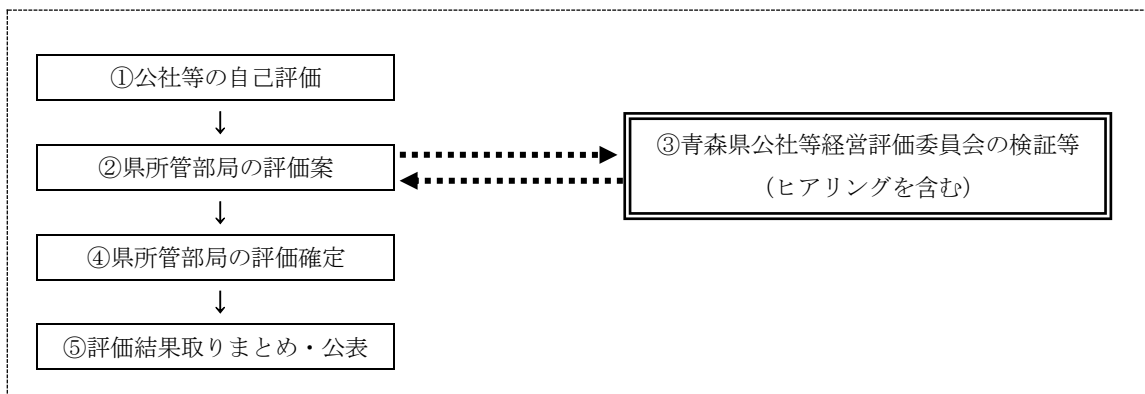 ①公社等の自己評価
↓
②県所管部局の評価案
③青森県公社等経営評価委員会の検証等
（ヒアリングを含む）
↓
④県所管部局の評価確定
↓
⑤評価結果取りまとめ・公表